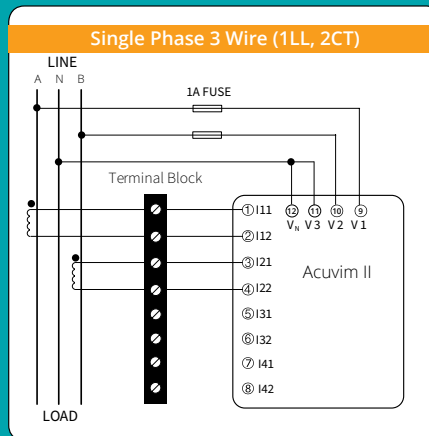 Single Phase 3 Wire (1LL, 2CT)
LINE
A N B
1A FUSE
Terminal Block
① I11
② I12
③ I21
④ I22
⑤ I31
⑥ I32
⑦ I41
⑧ I42
⑫ ⑪ ⑩ ⑨
VN V3 V2 V1
Acuvim II
LOAD